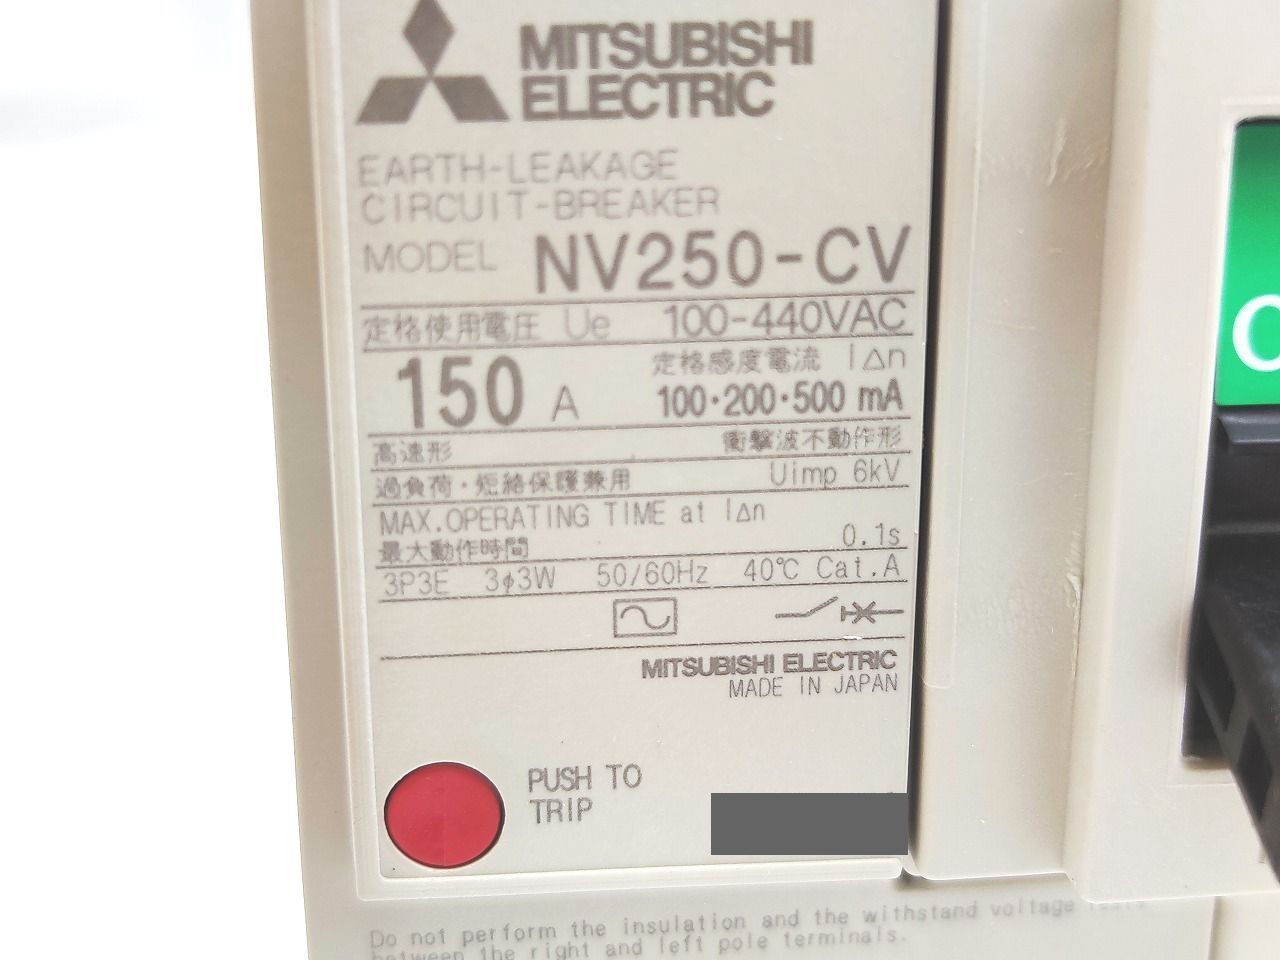 MITSUBISHI
ELECTRIC
EARTH-LEAKAGE
CIRCUIT-BREAKER
MODEL NV250-CV
定格使用電圧 Ue 100-440VAC
150 A 定格感度電流 I△n
100・200・500 mA
高速形 衝撃波不動作形
過負荷・短絡保護兼用 Uimp 6kV
MAX.OPERATING TIME at I△n
最大動作時間 0.1s
3P3E 3φ3W 50/60Hz 40℃ Cat.A
MITSUBISHI ELECTRIC
MADE IN JAPAN
PUSH TO
TRIP
Do not perform the insulation and the withstand voltage tests
between the right and left pole terminals.